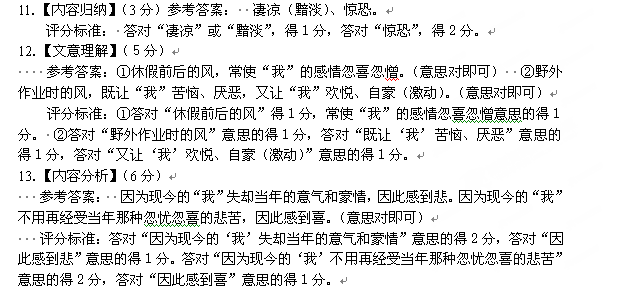 11.【内容归纳】(3 分) 参考答案：··凄凉（黯淡）、惊恐。
评分标准：·答对“凄凉”或“黯淡”，得 1 分，答对“惊恐”，得 2 分。
12.【文意理解】(5 分)
····参考答案：①休假前后的风，常使“我”的感情忽喜忽憎。（意思对即可）··②野外
作业时的风，既让“我”苦恼、厌恶，又让“我”欢悦、自豪（激动）。（意思对即可）
评分标准：①答对“休假前后的风”得 1 分，常使“我”的感情忽喜忽憎意思的得 1
分。·②答对“野外作业时的风”意思的得 1 分，答对“既让‘我’苦恼、厌恶”意思的
得 1 分，答对“又让‘我’欢悦、自豪（激动）”意思的得 1 分。
13.【内容分析】(6 分)
···参考答案：··因为现今的“我”失却当年的意气和豪情，因此感到悲。因为现今的“我”
不用再经受当年那种忽忧忽喜的悲苦，因此感到喜。（意思对即可）
···评分标准：答对“因为现今的‘我’失却当年的意气和豪情”意思的得 2 分，答对“因
此感到悲”意思的得 1 分。答对“因为现今的‘我’不用再经受当年那种忽忧忽喜的悲苦”
意思的得 2 分，答对“因此感到喜”意思的得 1 分。